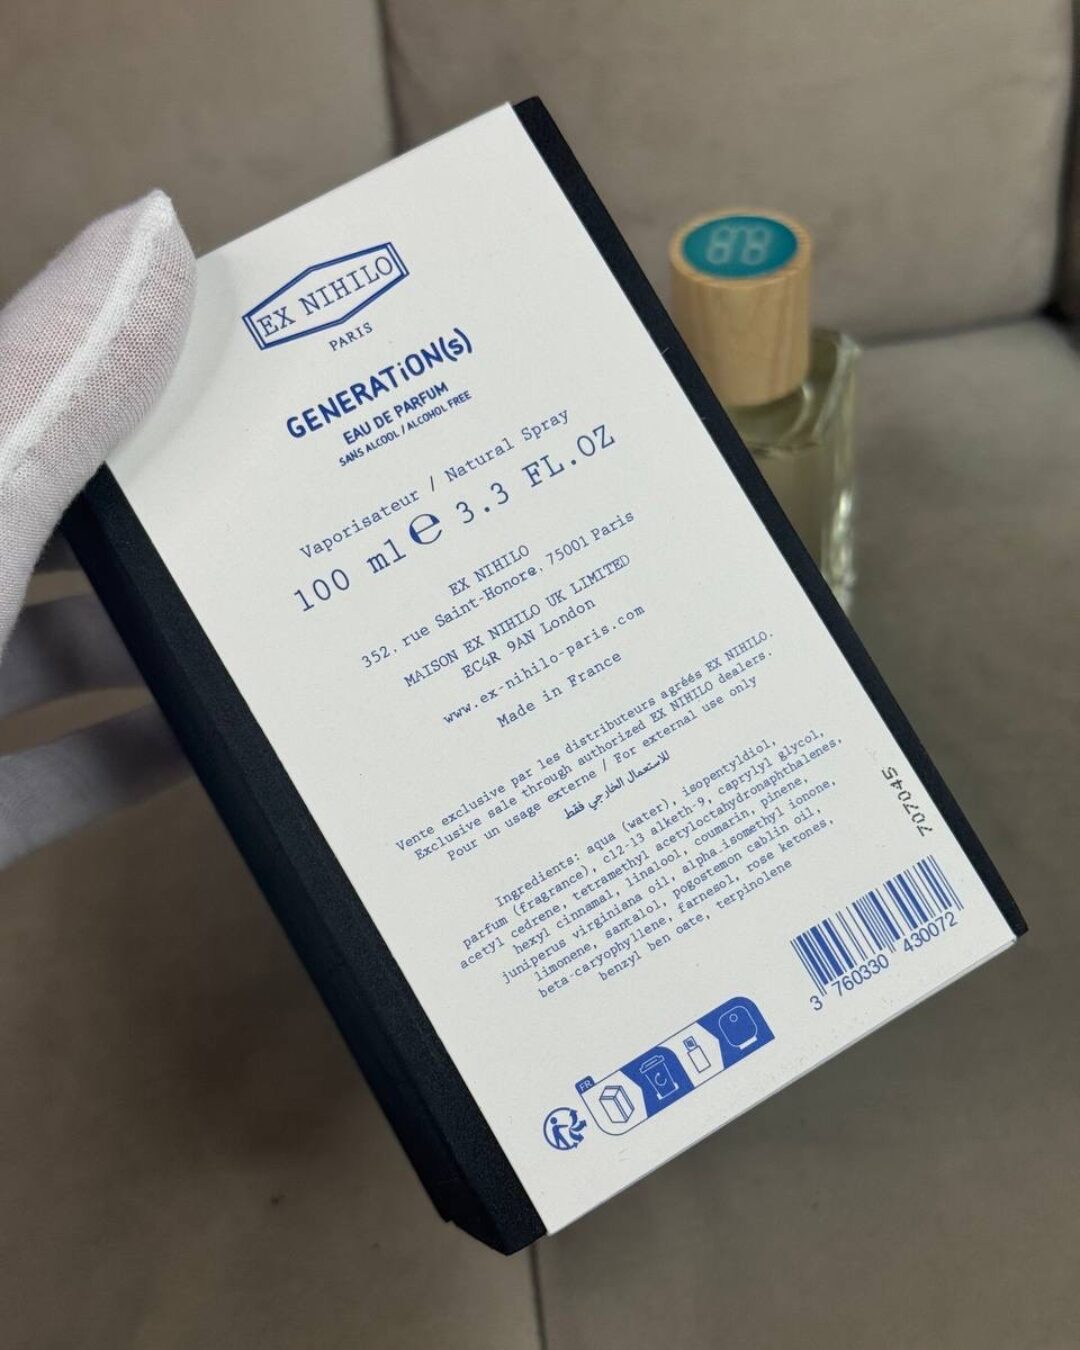 EX NIHILO
PARIS
GENERATiON(s)
EAU DE PARFUM
SANS ALCOOL / ALCOHOL FREE
Vaporisateur / Natural Spray
100 ml e 3.3 FL.OZ
EX NIHILO
352, rue Saint-Honore, 75001 Paris
MAISON EX NIHILO UK LIMITED
EC4R 9AN London
www.ex-nihilo-paris.com
Made in France
Vente exclusive par les distributeurs agréés EX NIHILO.
Exclusive sale through authorized EX NIHILO dealers.
Pour un usage externe / For external use only
للاستعمال الخارجي فقط
Ingredients: aqua (water), isopentyldiol,
parfum (fragrance), c12-13 alketh-9, caprylyl glycol,
acetyl cedrene, tetramethyl acetyloctahydronaphthalenes,
hexyl cinnamal, linalool, coumarin, pinene,
juniperus virginiana oil, alpha-isomethyl ionone,
limonene, santalol, pogostemon cablin oil,
beta-caryophyllene, farnesol, rose ketones,
benzyl ben oate, terpinolene
707045
3 760330 430072
FR